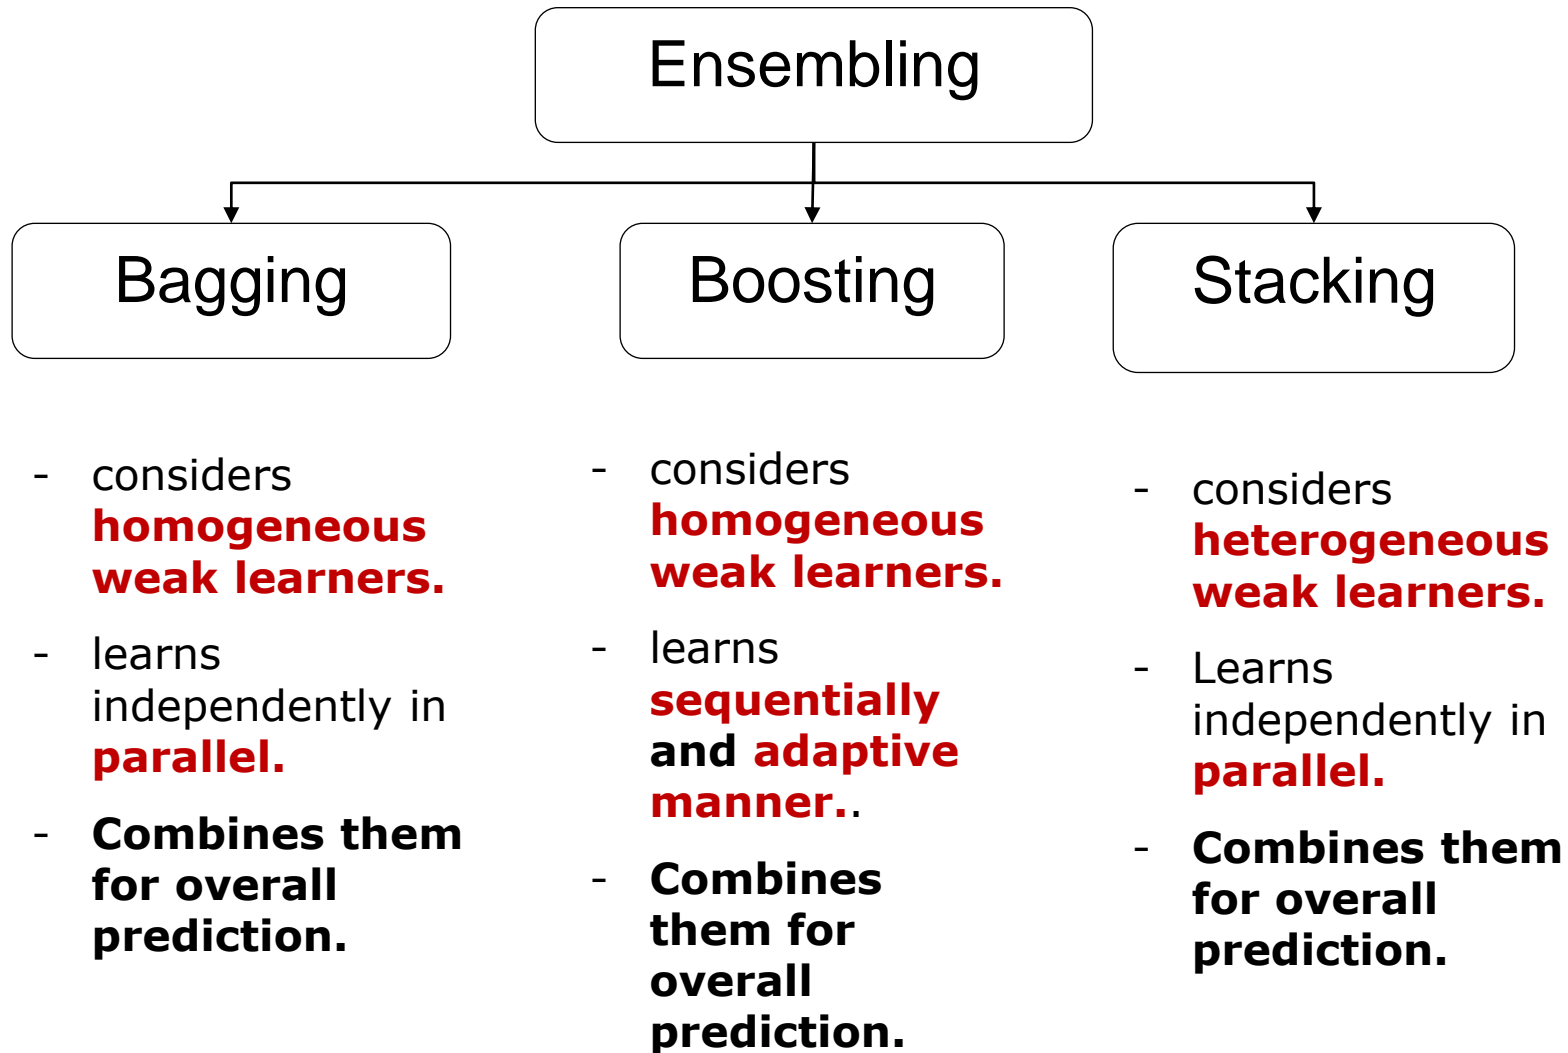 Ensembling
Bagging
Boosting
Stacking
- considers
homogeneous
weak learners.
- learns
independently in
parallel.
- Combines them
for overall
prediction.
- considers
homogeneous
weak learners.
- learns
sequentially
and adaptive
manner..
- Combines
them for
overall
prediction.
- considers
heterogeneous
weak learners.
- Learns
independently in
parallel.
- Combines them
for overall
prediction.